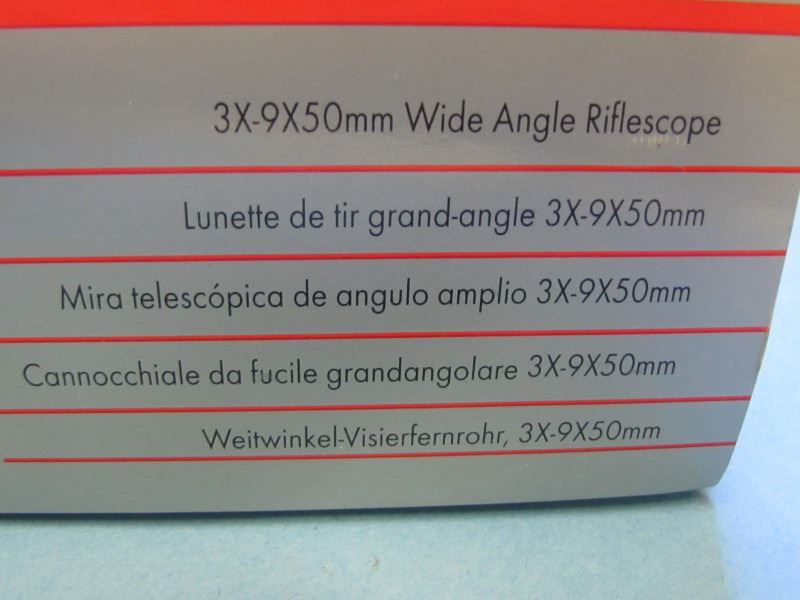 3X-9X50mm Wide Angle Riflescope
Lunette de tir grand-angle 3X-9X50mm
Mira telescópica de angulo amplio 3X-9X50mm
Cannocchiale da fucile grandangolare 3X-9X50mm
Weitwinkel-Visierfernrohr, 3X-9X50mm